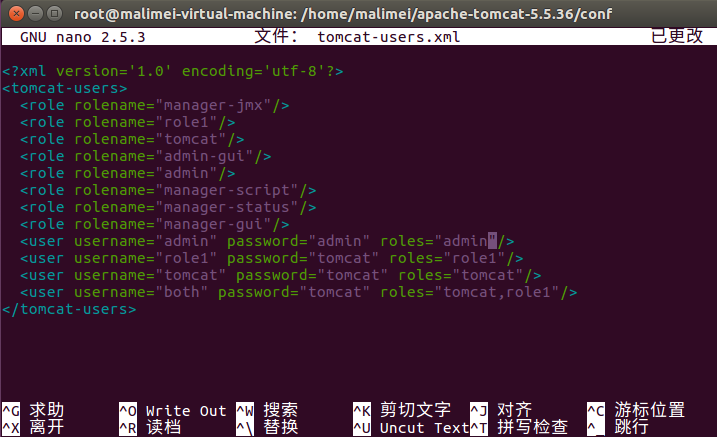 root@malimei-virtual-machine: /home/malimei/apache-tomcat-5.5.36/conf
GNU nano 2.5.3 文件： tomcat-users.xml 已更改
<?xml version='1.0' encoding='utf-8'?>
<tomcat-users>
<role rolename="manager-jmx"/>
<role rolename="role1"/>
<role rolename="tomcat"/>
<role rolename="admin-gui"/>
<role rolename="admin"/>
<role rolename="manager-script"/>
<role rolename="manager-status"/>
<role rolename="manager-gui"/>
<user username="admin" password="admin" roles="admin"/>
<user username="role1" password="tomcat" roles="role1"/>
<user username="tomcat" password="tomcat" roles="tomcat"/>
<user username="both" password="tomcat" roles="tomcat,role1"/>
</tomcat-users>
^G 求助 ^O Write Out ^W 搜索 ^K 剪切文字 ^J 对齐 ^C 游标位置
^X 离开 ^R 读档 ^\ 替换 ^U Uncut Text ^T 拼写检查 ^_ 跳行